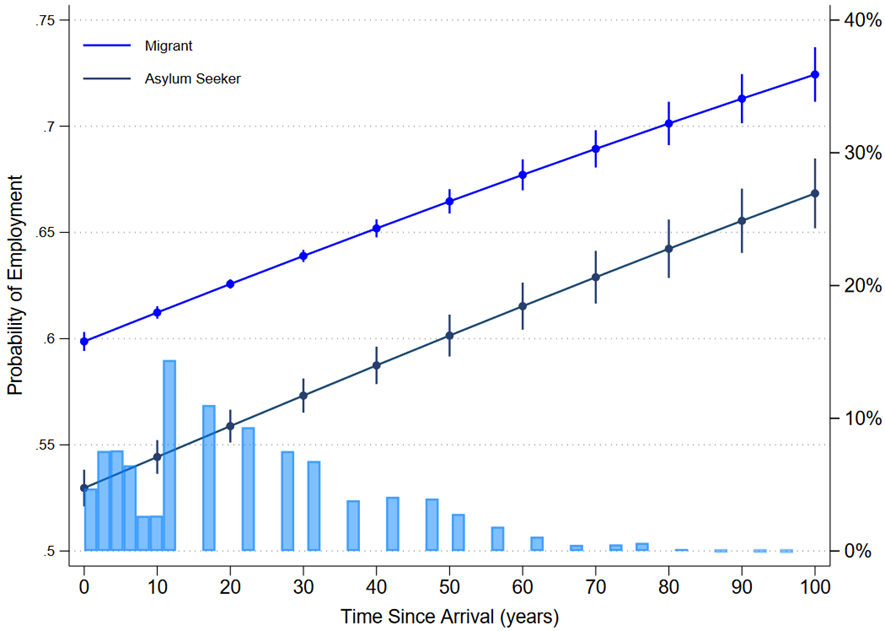 .75
.7
.65
.6
.55
.5
Probability of Employment
Migrant
Asylum Seeker
40%
30%
20%
10%
0%
0 10 20 30 40 50 60 70 80 90 100
Time Since Arrival (years)